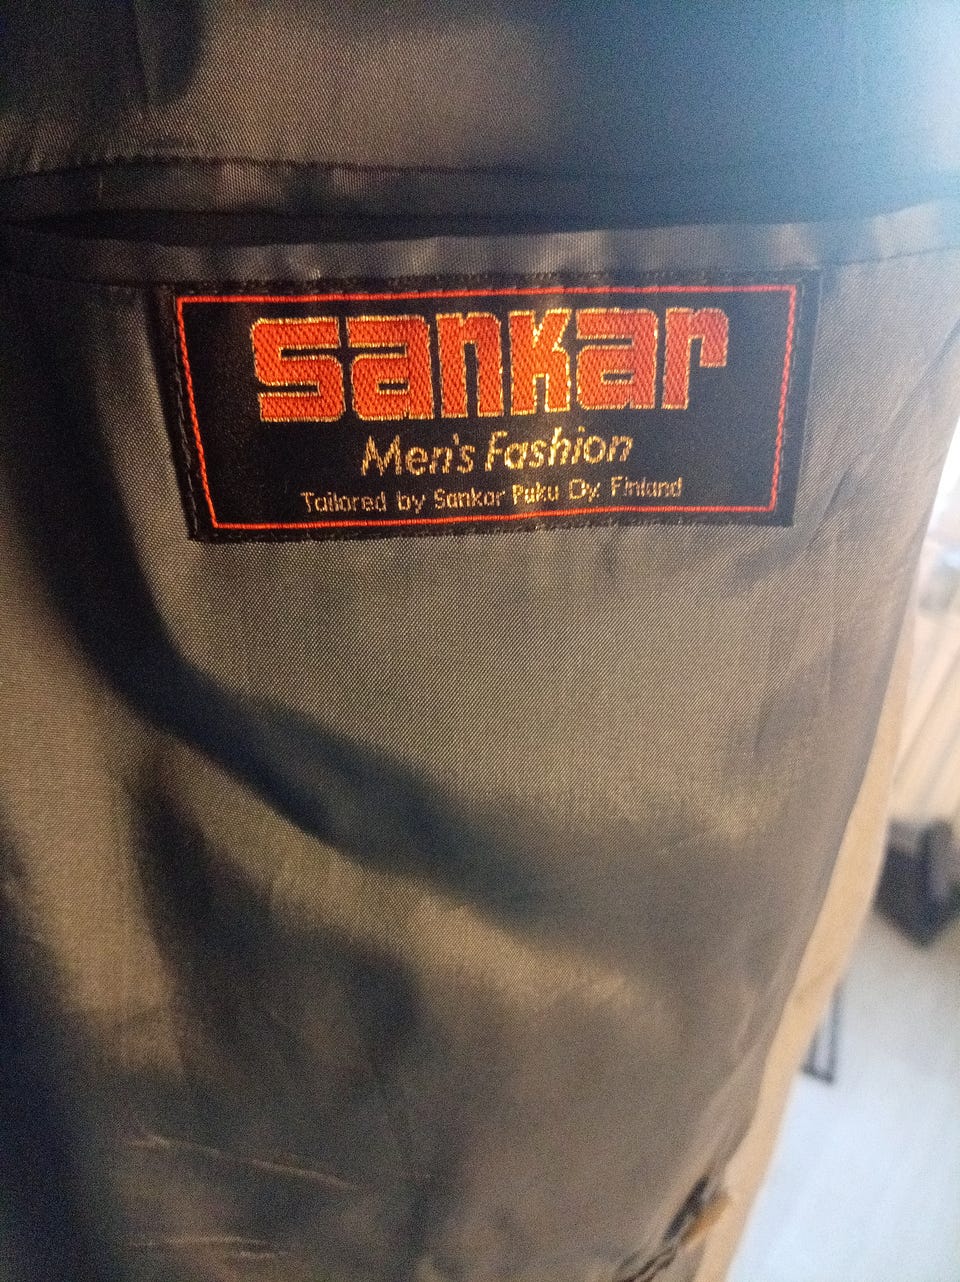 sankar
Men's Fashion
Tailored by Sankar Puku Oy. Finland